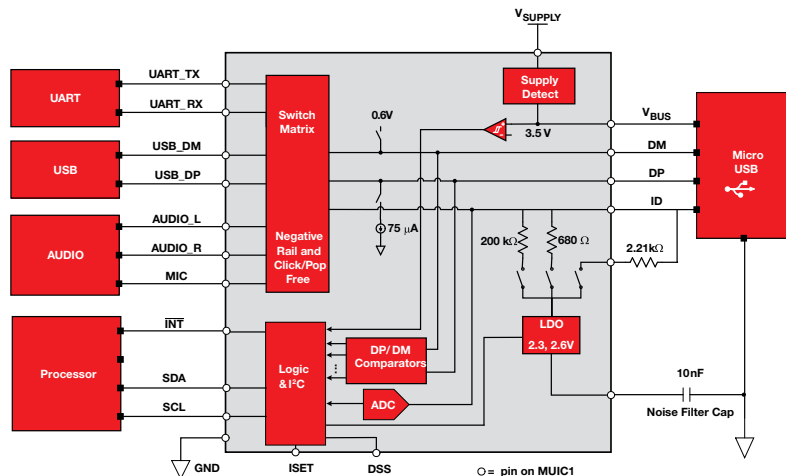 VSUPPLY
UART
UART_TX
UART_RX
Switch
Matrix
Negative
Rail and
Click/Pop
Free
0.6V
Supply
Detect
3.5 V
VBUS
DM
DP
ID
Micro
USB
USB
USB_DM
USB_DP
75 μA
AUDIO
AUDIO_L
AUDIO_R
MIC
200 kΩ
680 Ω
2.21kΩ
LDO
2.3, 2.6V
Processor
INT
SDA
SCL
Logic
& I²C
DP/DM
Comparators
ADC
10nF
Noise Filter Cap
GND
ISET
DSS
= pin on MUIC1